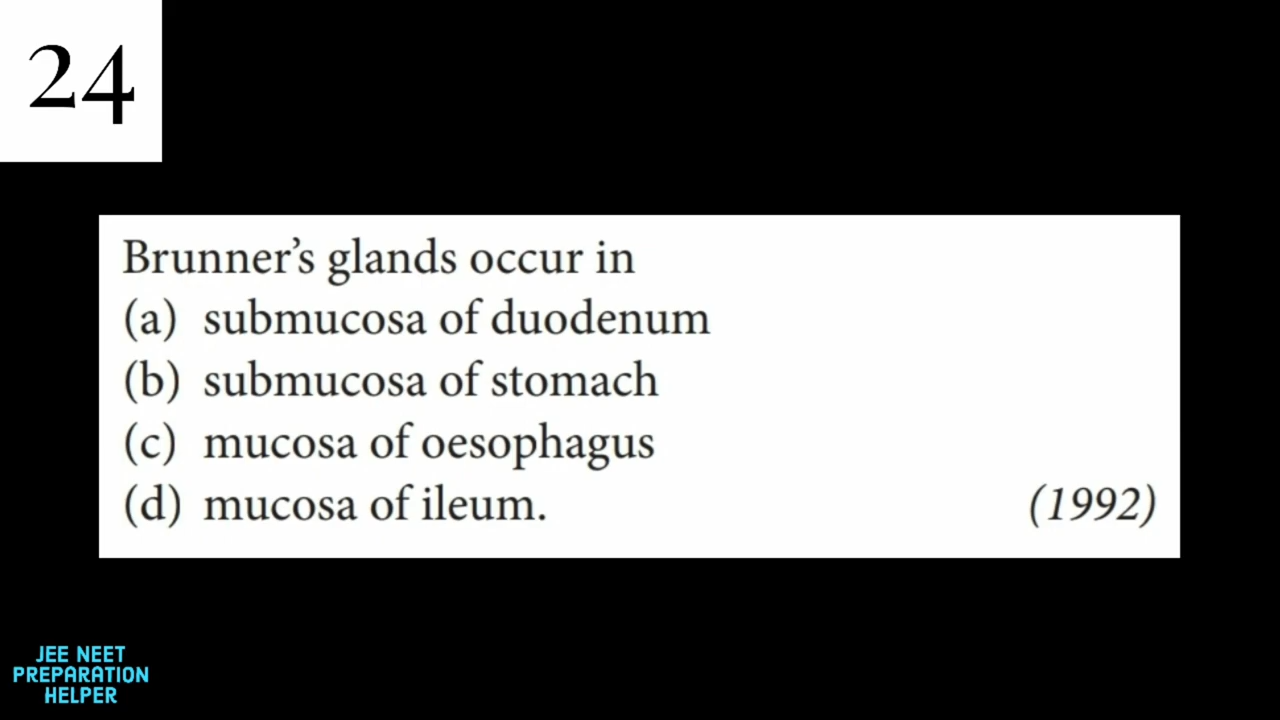 24
Brunner’s glands occur in
(a) submucosa of duodenum
(b) submucosa of stomach
(c) mucosa of oesophagus
(d) mucosa of ileum. (1992)
JEE NEET
PREPARATION
HELPER